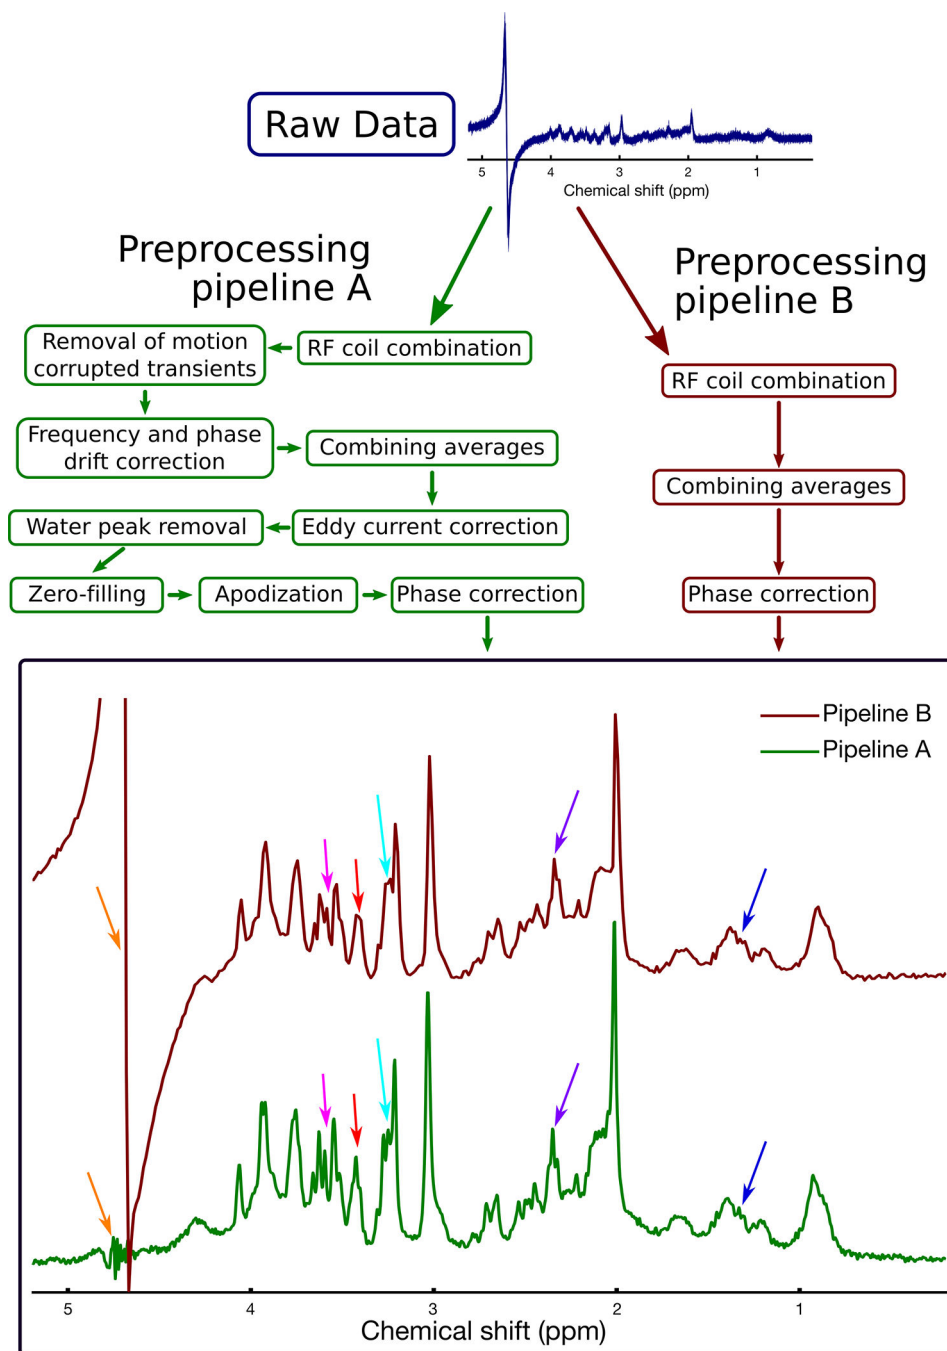 Raw Data
5 4 3 2 1
Chemical shift (ppm)
Preprocessing
pipeline A
Preprocessing
pipeline B
Removal of motion
corrupted transients
RF coil combination
RF coil combination
Frequency and phase
drift correction
Combining averages
Combining averages
Water peak removal
Eddy current correction
Zero-filling
Apodization
Phase correction
Phase correction
Pipeline B
Pipeline A
5 4 3 2 1
Chemical shift (ppm)